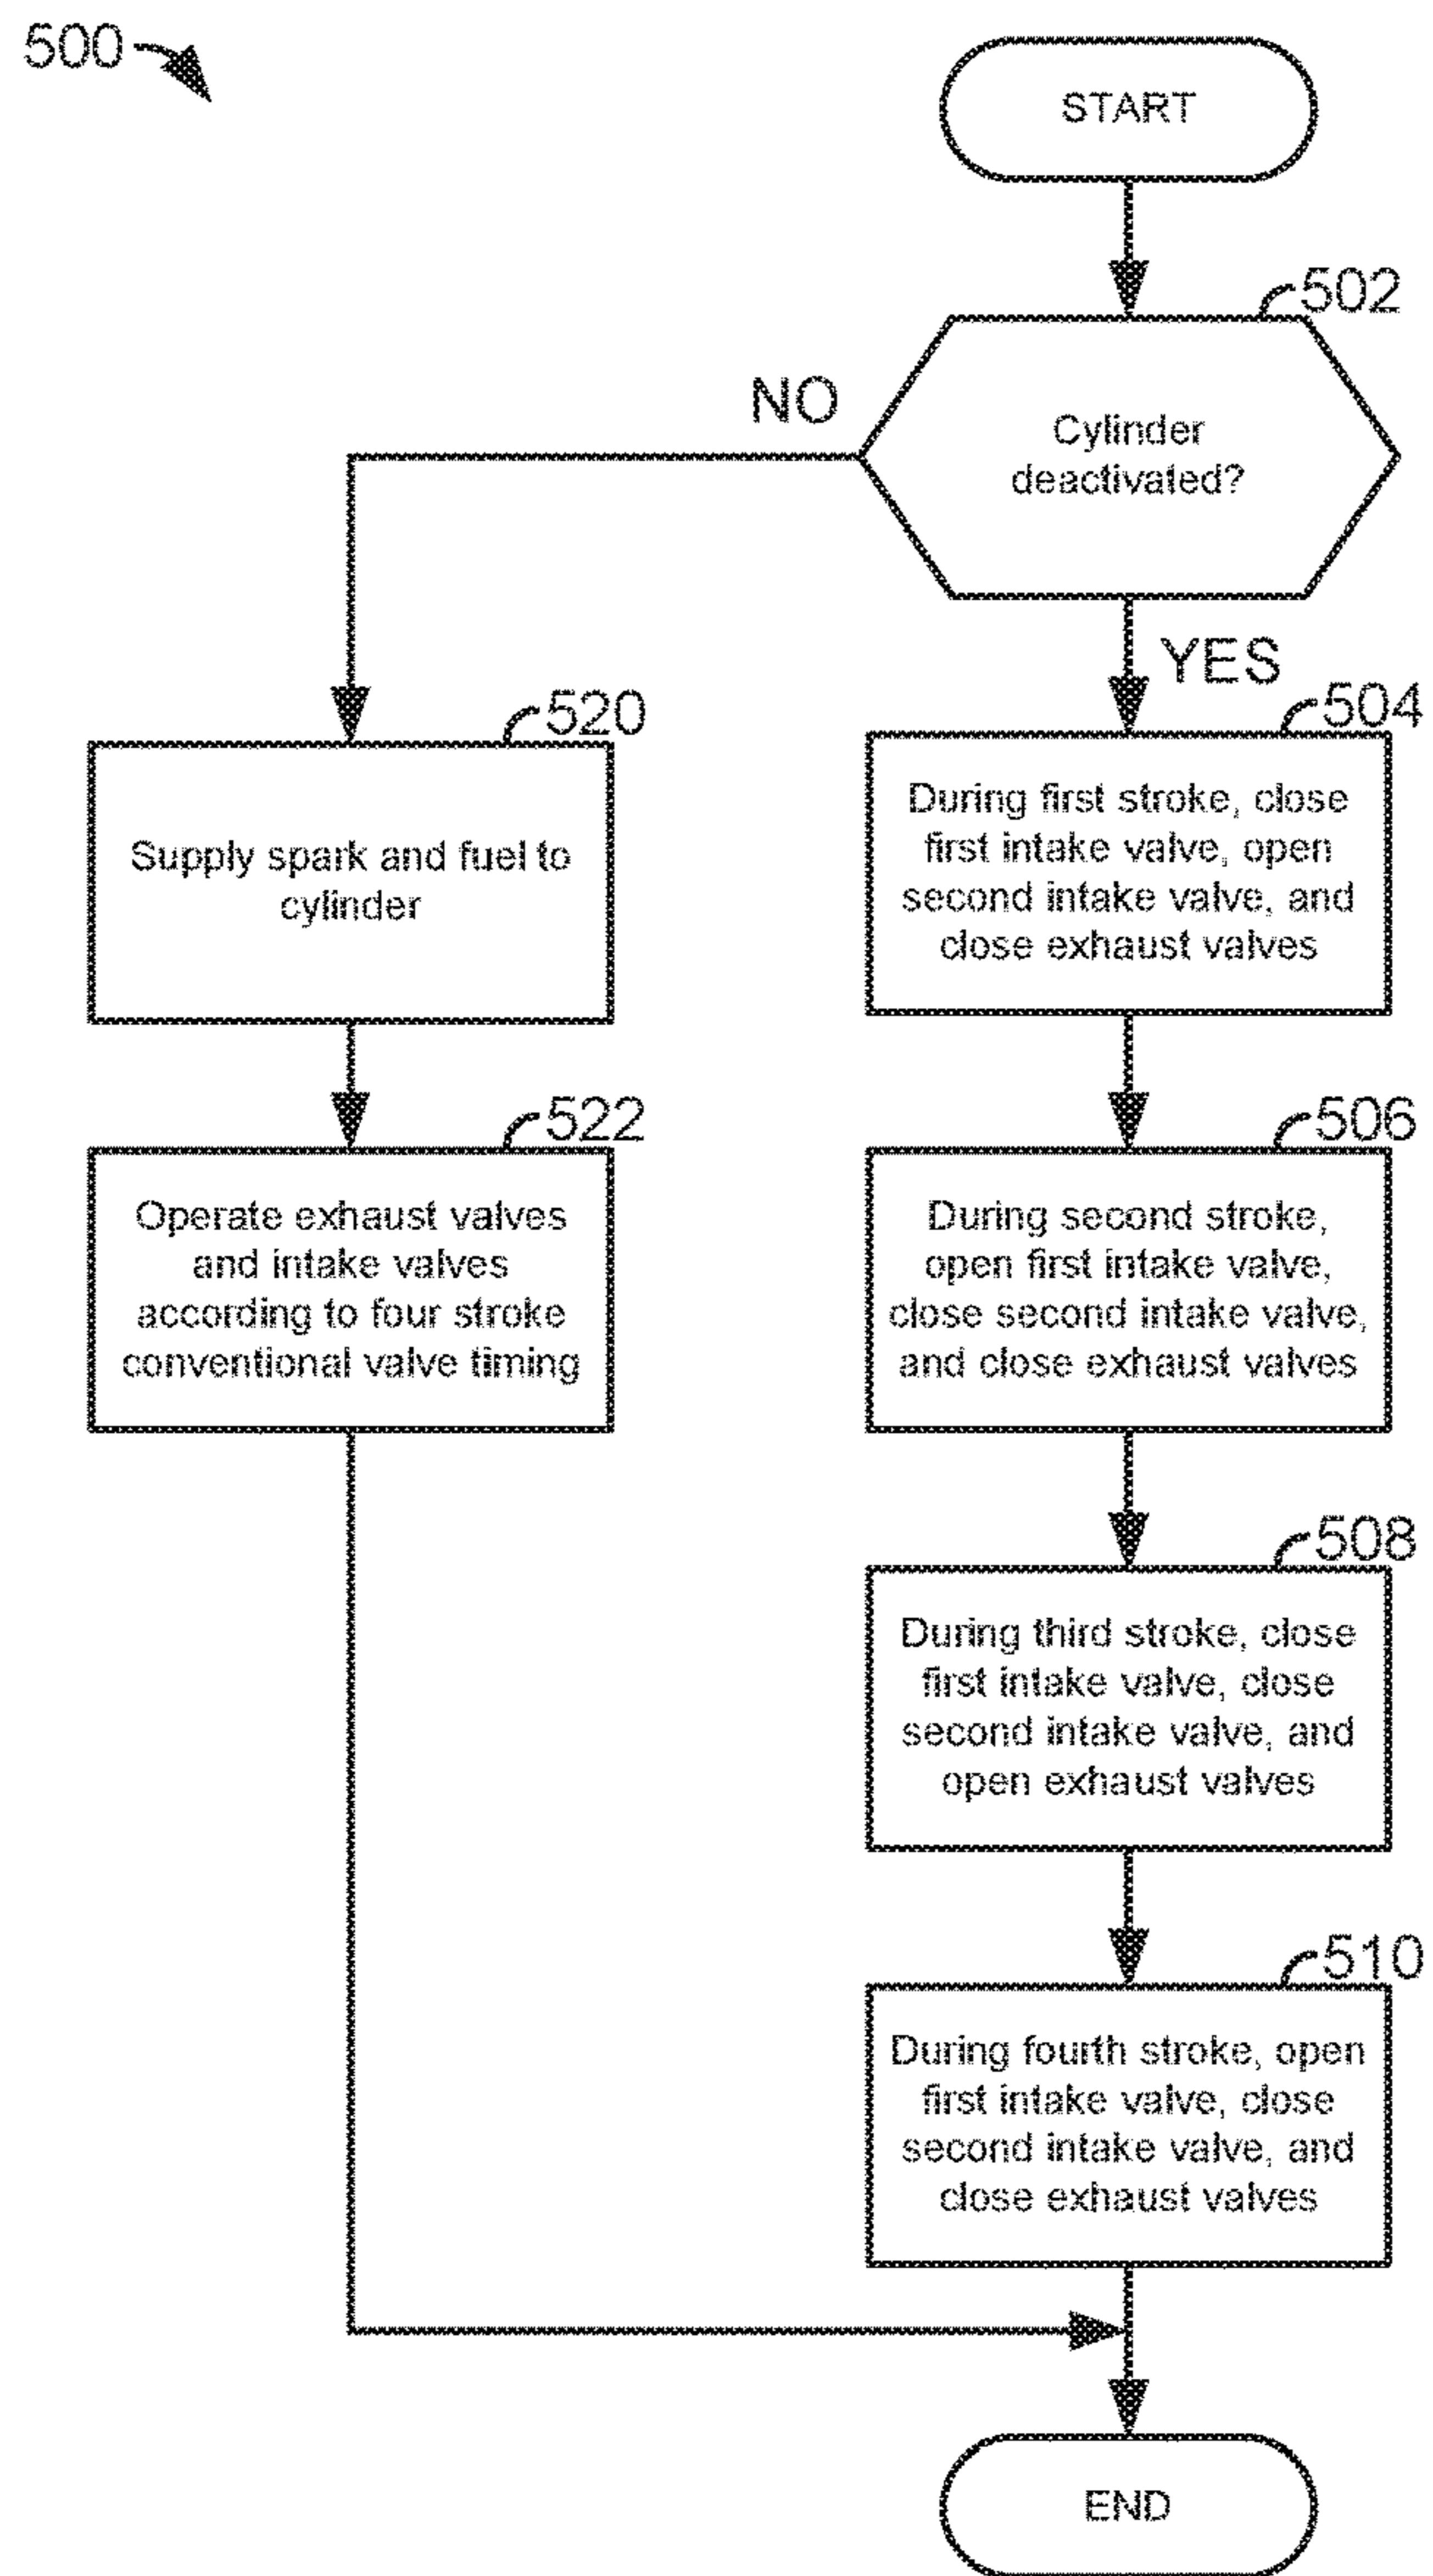 500
START
502
Cylinder
deactivated?
NO
YES
520
Supply spark and fuel to
cylinder
504
During first stroke, close
first intake valve, open
second intake valve, and
close exhaust valves
522
Operate exhaust valves
and intake valves
according to four stroke
conventional valve timing
506
During second stroke,
open first intake valve,
close second intake valve,
and close exhaust valves
508
During third stroke, close
first intake valve, close
second intake valve, and
open exhaust valves
510
During fourth stroke, open
first intake valve, close
second intake valve, and
close exhaust valves
END